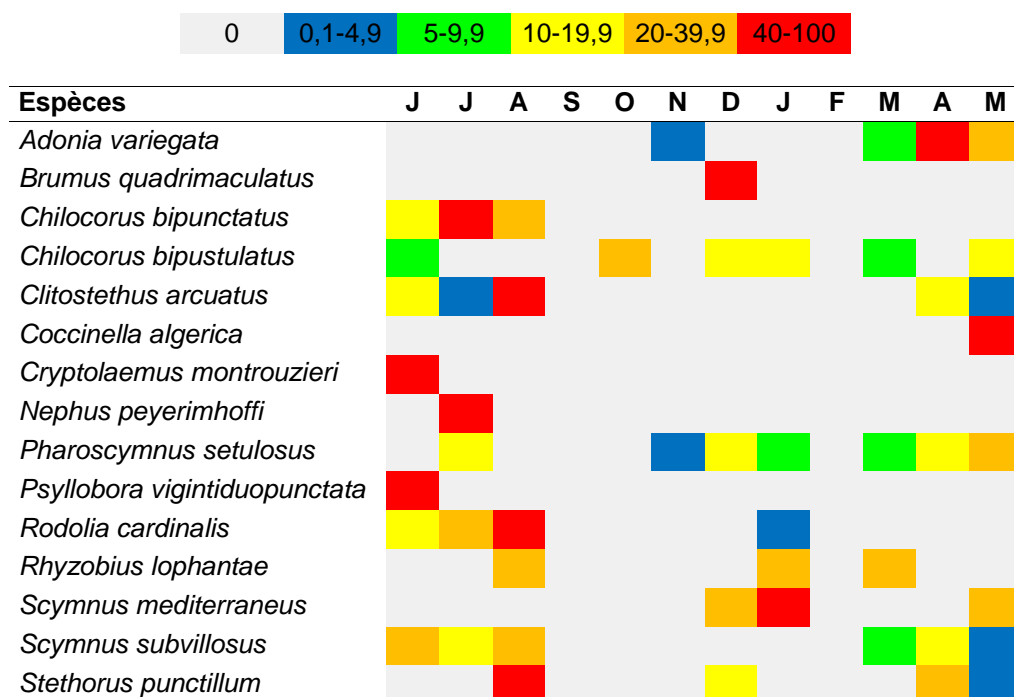 0 0,1-4,9 5-9,9 10-19,9 20-39,9 40-100
Espèces J J A S O N D J F M A M
Adonia variegata
Brumus quadrimaculatus
Chilocorus bipunctatus
Chilocorus bipustulatus
Clitostethus arcuatus
Coccinella algerica
Cryptolaemus montrouzieri
Nephus peyerimhoffi
Pharoscymnus setulosus
Psyllobora vigintiduopunctata
Rodolia cardinalis
Rhyzobius lophantae
Scymnus mediterraneus
Scymnus subvillosus
Stethorus punctillum